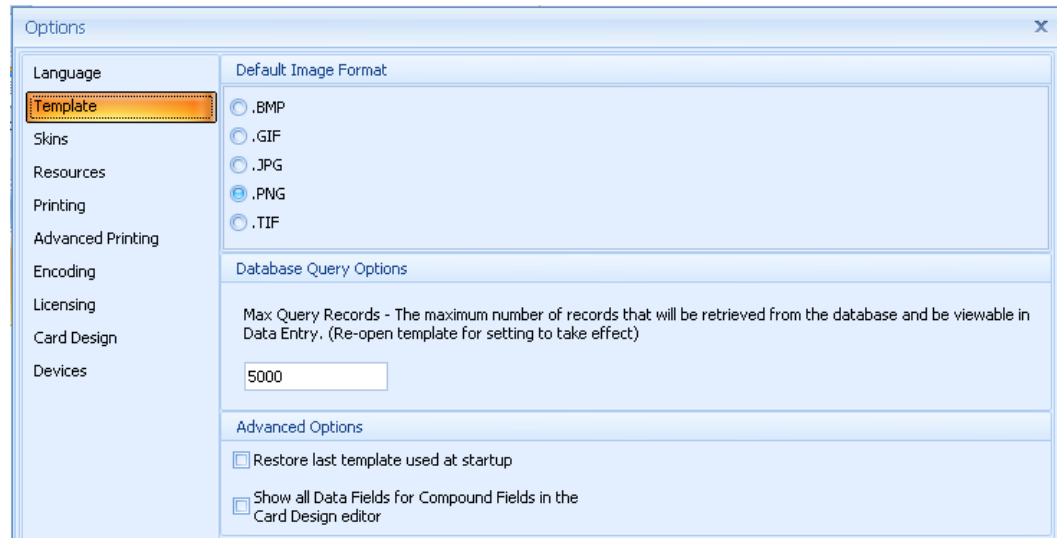 Options
Language
Template
Skins
Resources
Printing
Advanced Printing
Encoding
Licensing
Card Design
Devices
Default Image Format
.BMP
.GIF
.JPG
.PNG
.TIF
Database Query Options
Max Query Records - The maximum number of records that will be retrieved from the database and be viewable in
Data Entry. (Re-open template for setting to take effect)
5000
Advanced Options
Restore last template used at startup
Show all Data Fields for Compound Fields in the
Card Design editor